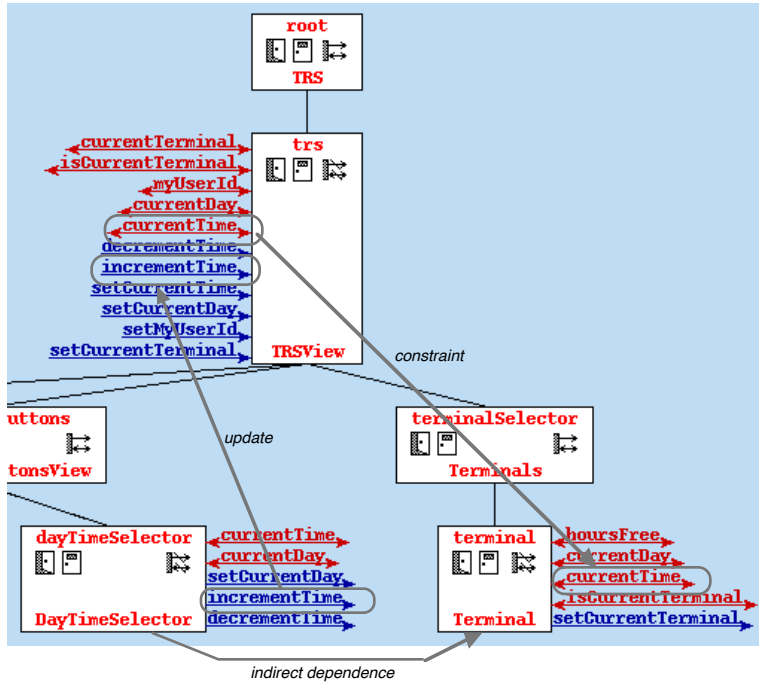 root
TRS
currentTerminal
isCurrentTerminal
myUserId
currentDay
currentTime
decrementTime
incrementTime
setCurrentTime
setCurrentDay
setMyUserId
setCurrentTerminal
trs
TRSView
constraint
update
uttons
tonsView
terminalSelector
Terminals
dayTimeSelector
DayTimeSelector
currentTime
currentDay
setCurrentDay
incrementTime
decrementTime
terminal
Terminal
hoursFree
currentDay
currentTime
isCurrentTerminal
setCurrentTerminal
indirect dependence